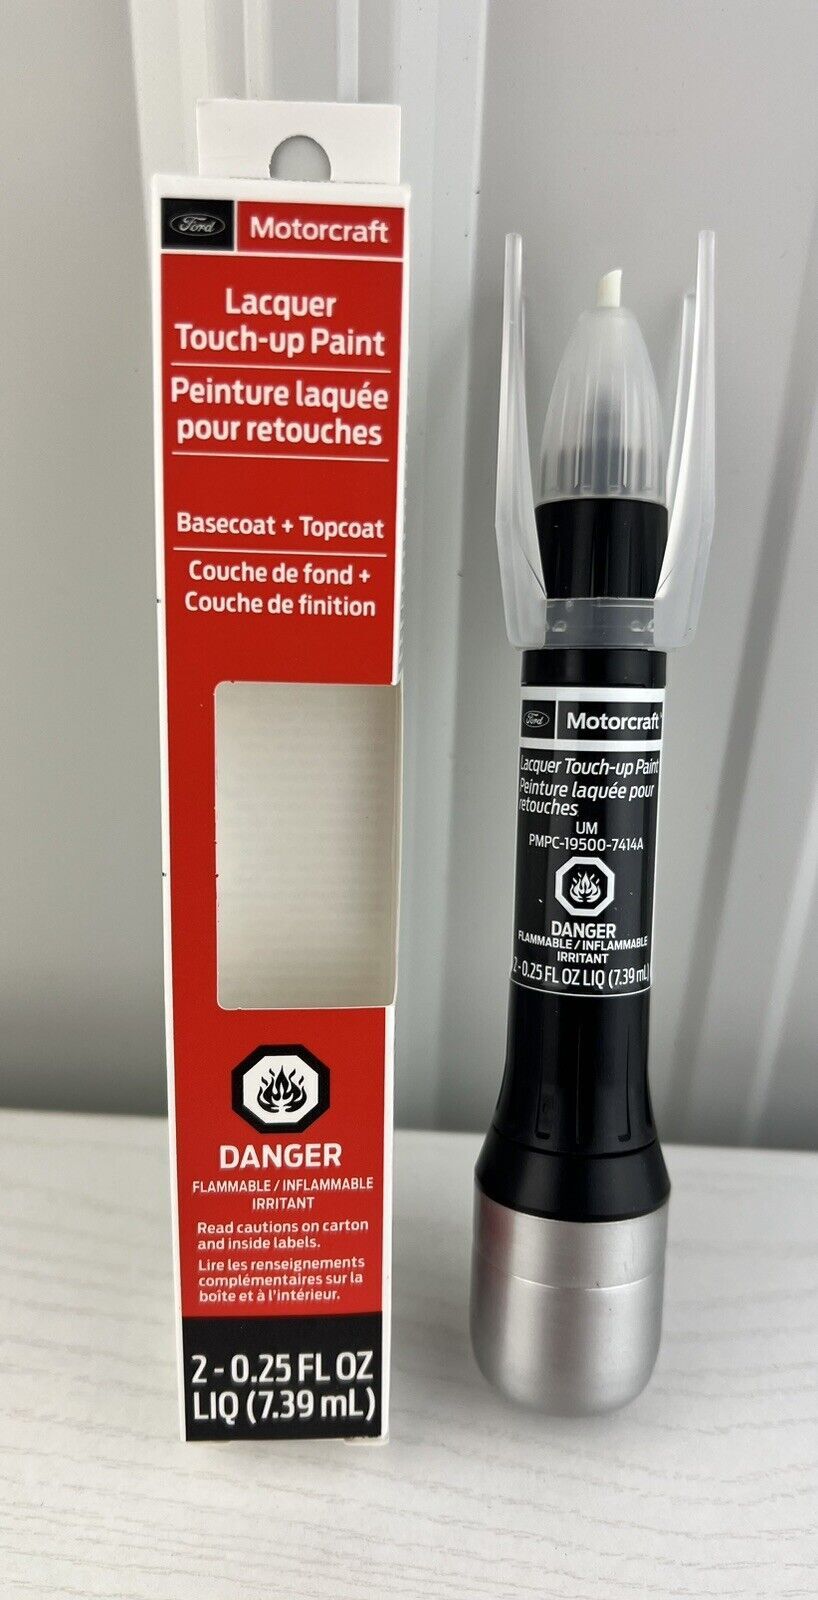 Ford Motorcraft
Lacquer
Touch-up Paint
Peinture laquée
pour retouches
Basecoat + Topcoat
Couche de fond +
Couche de finition
DANGER
FLAMMABLE / INFLAMMABLE
IRRITANT
Read cautions on carton
and inside labels.
Lire les renseignements
complémentaires sur la
boîte et à l'intérieur.
2 - 0.25 FL OZ
LIQ (7.39 mL)
Ford Motorcraft
Lacquer Touch-up Paint
Peinture laquée pour
retouches
UM
PMPC-19500-7414A
DANGER
FLAMMABLE / INFLAMMABLE
IRRITANT
2 - 0.25 FL OZ LIQ (7.39 mL)